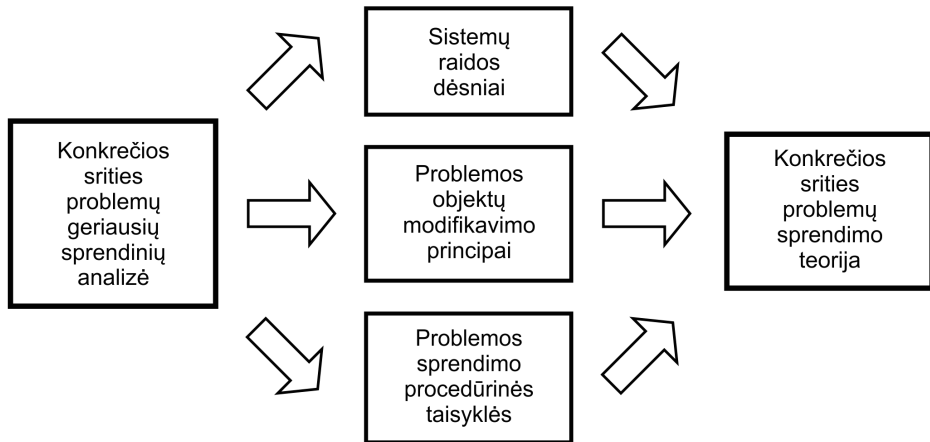 Konkrečios
srities
problemų
geriausių
sprendinių
analizė
Sistemų
raidos
dėsniai
Problemos
objektų
modifikavimo
principai
Problemos
sprendimo
procedūrinės
taisyklės
Konkrečios
srities
problemų
sprendimo
teorija